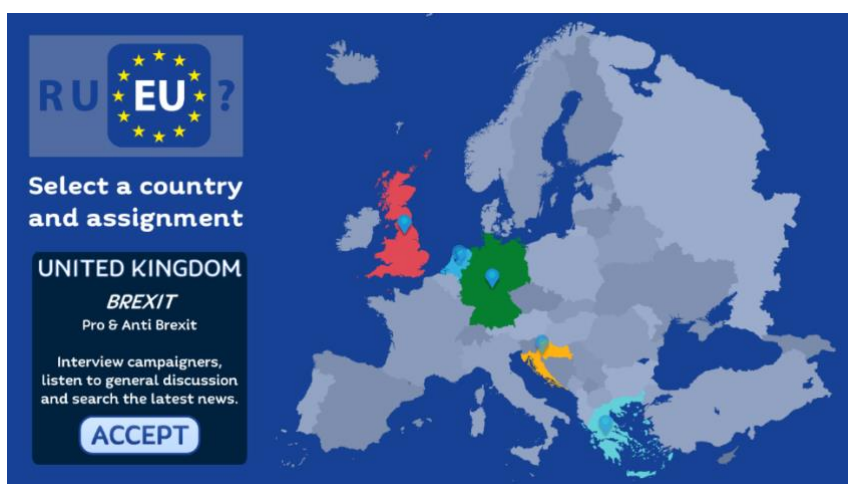 R U EU ?
Select a country
and assignment
UNITED KINGDOM
BREXIT
Pro & Anti Brexit
Interview campaigners,
listen to general discussion
and search the latest news.
ACCEPT